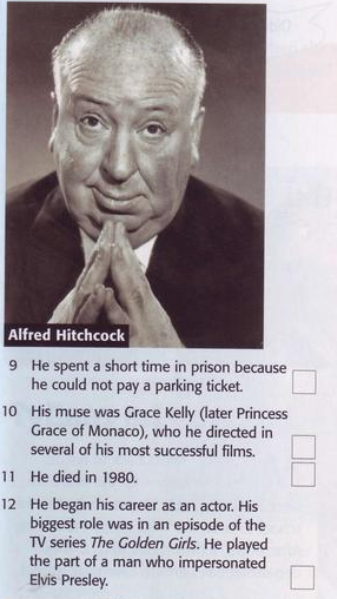 Alfred Hitchcock
9 He spent a short time in prison because
he could not pay a parking ticket.
10 His muse was Grace Kelly (later Princess
Grace of Monaco), who he directed in
several of his most successful films.
11 He died in 1980.
12 He began his career as an actor. His
biggest role was in an episode of the
TV series The Golden Girls. He played
the part of a man who impersonated
Elvis Presley.